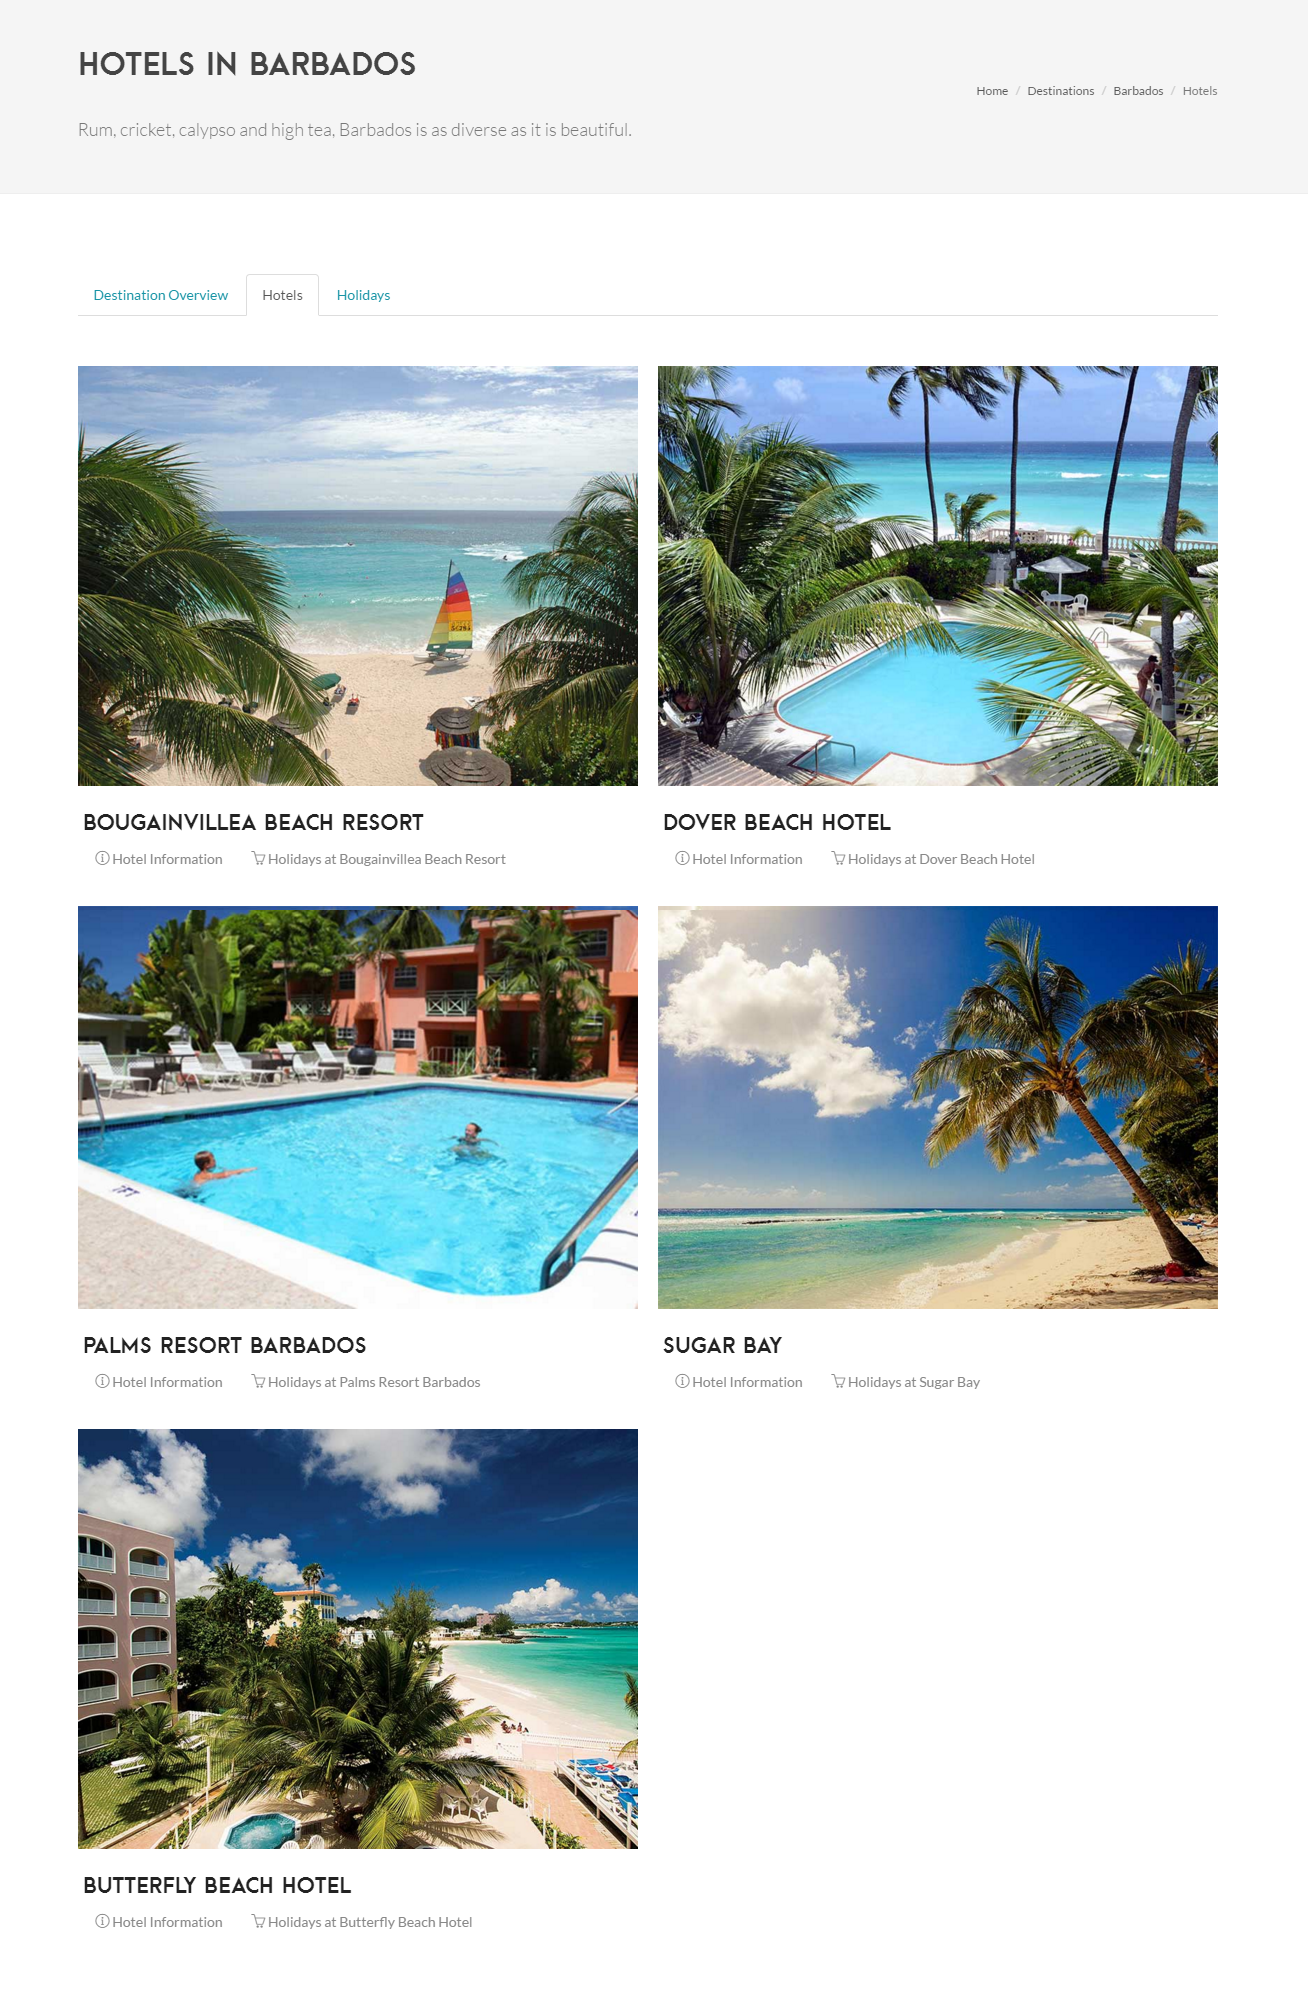 HOTELS IN BARBADOS
Home / Destinations / Barbados / Hotels
Rum, cricket, calypso and high tea, Barbados is as diverse as it is beautiful.
Destination Overview
Hotels
Holidays
BOUGAINVILLEA BEACH RESORT
Hotel Information
Holidays at Bougainvillea Beach Resort
DOVER BEACH HOTEL
Hotel Information
Holidays at Dover Beach Hotel
PALMS RESORT BARBADOS
Hotel Information
Holidays at Palms Resort Barbados
SUGAR BAY
Hotel Information
Holidays at Sugar Bay
BUTTERFLY BEACH HOTEL
Hotel Information
Holidays at Butterfly Beach Hotel